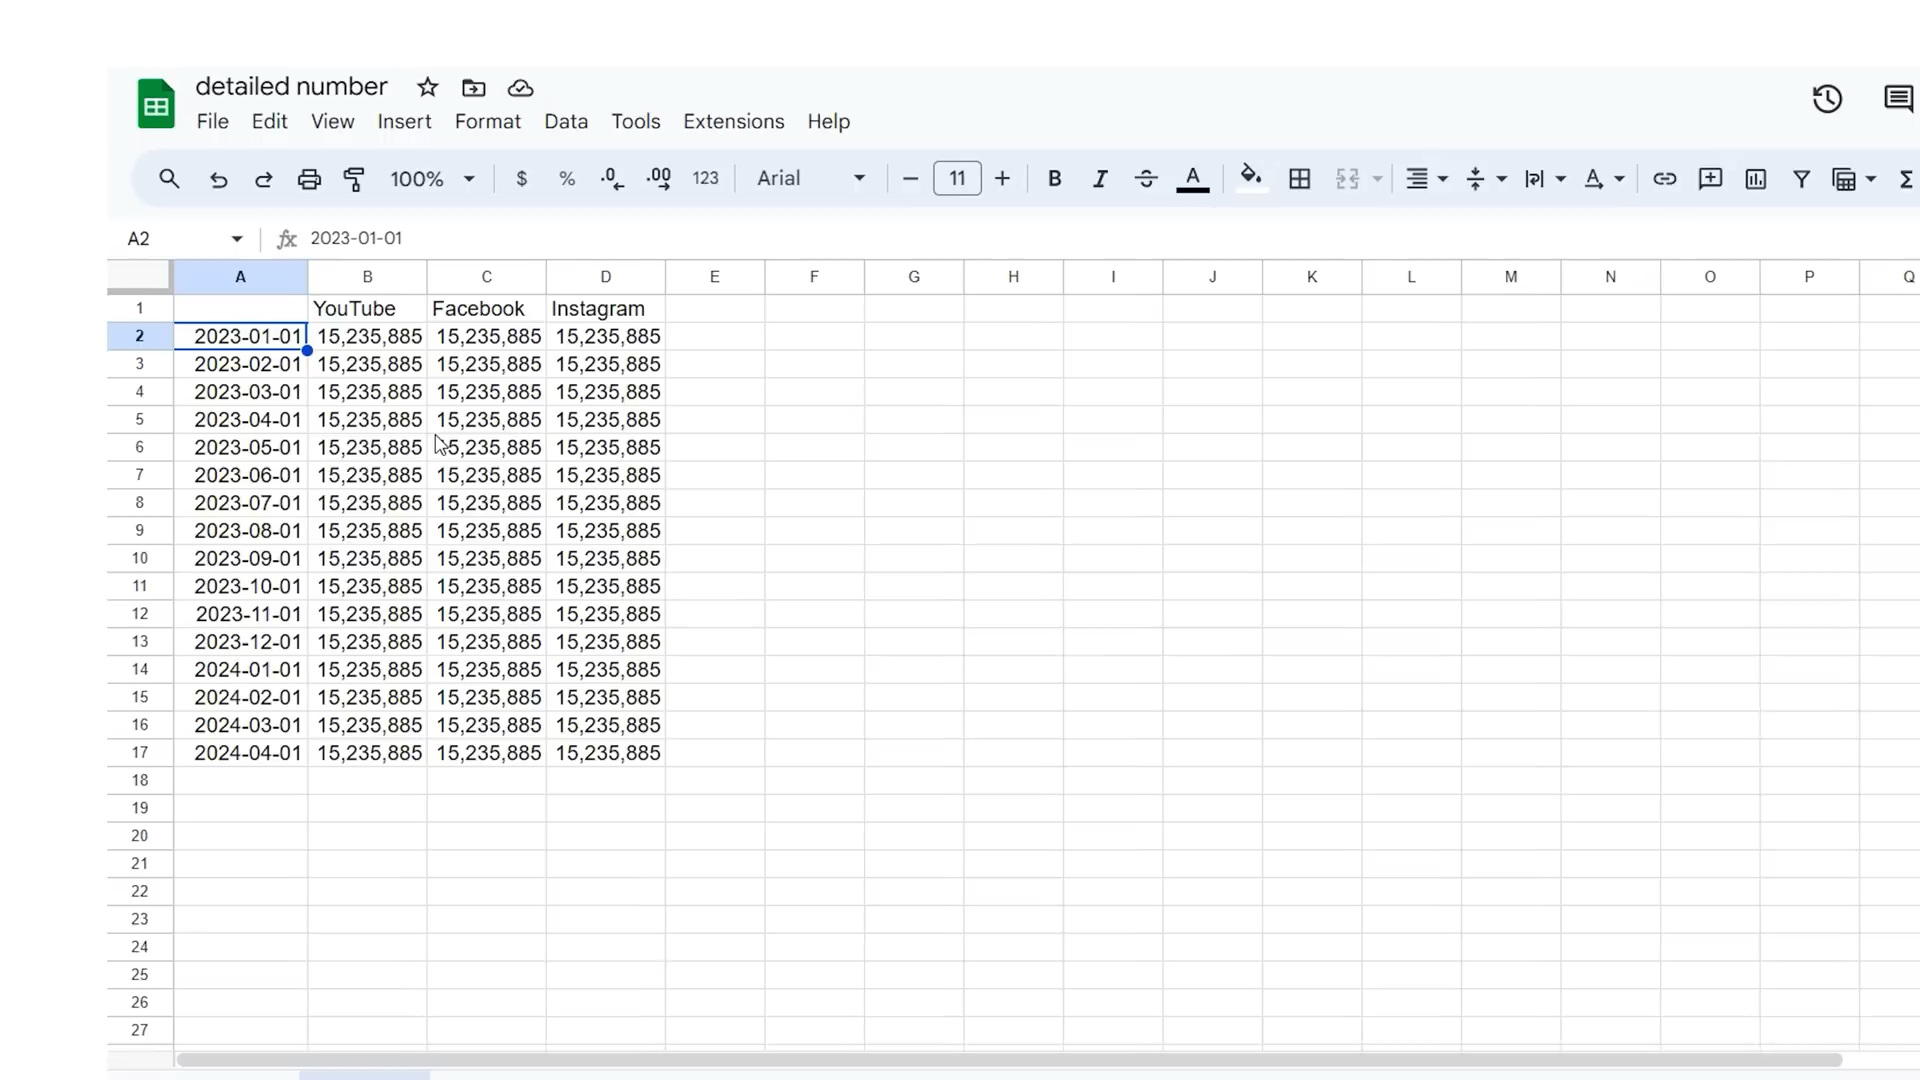 detailed number
File Edit View Insert Format Data Tools Extensions Help
100% $ % .0 .00 123 Arial 11 B I A Σ
A2 fx 2023-01-01
A B C D E F G H I J K L M N O P Q
1 YouTube Facebook Instagram
2 2023-01-01 15,235,885 15,235,885 15,235,885
3 2023-02-01 15,235,885 15,235,885 15,235,885
4 2023-03-01 15,235,885 15,235,885 15,235,885
5 2023-04-01 15,235,885 15,235,885 15,235,885
6 2023-05-01 15,235,885 15,235,885 15,235,885
7 2023-06-01 15,235,885 15,235,885 15,235,885
8 2023-07-01 15,235,885 15,235,885 15,235,885
9 2023-08-01 15,235,885 15,235,885 15,235,885
10 2023-09-01 15,235,885 15,235,885 15,235,885
11 2023-10-01 15,235,885 15,235,885 15,235,885
12 2023-11-01 15,235,885 15,235,885 15,235,885
13 2023-12-01 15,235,885 15,235,885 15,235,885
14 2024-01-01 15,235,885 15,235,885 15,235,885
15 2024-02-01 15,235,885 15,235,885 15,235,885
16 2024-03-01 15,235,885 15,235,885 15,235,885
17 2024-04-01 15,235,885 15,235,885 15,235,885
18
19
20
21
22
23
24
25
26
27